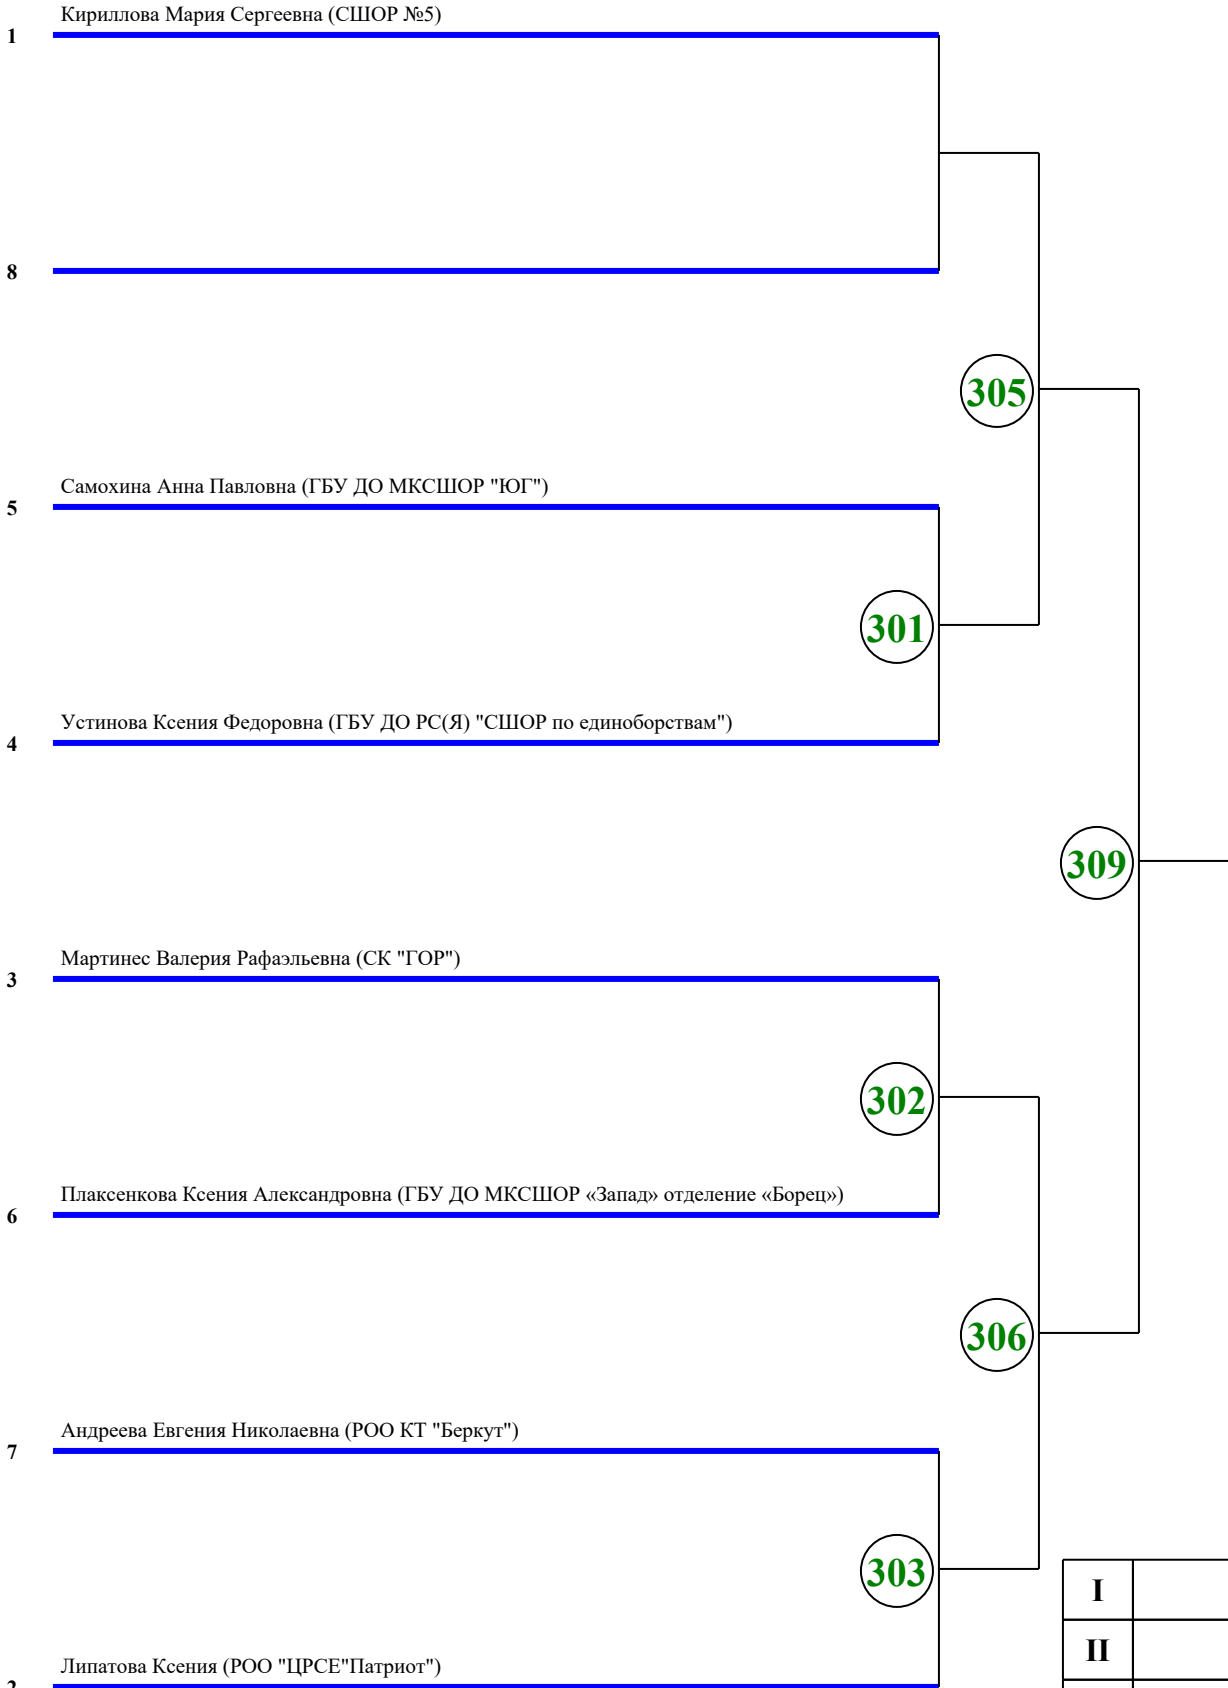 Кириллова Мария Сергеевна (СШОР №5)
1
8
305
Самохина Анна Павловна (ГБУ ДО МКСШОР "ЮГ")
5
301
Устинова Ксения Федоровна (ГБУ ДО РС(Я) "СШОР по единоборствам")
4
309
Мартинес Валерия Рафаэльевна (СК "ГОР")
3
302
Плаксенкова Ксения Александровна (ГБУ ДО МКСШОР «Запад» отделение «Борец»)
6
306
Андреева Евгения Николаевна (РОО КТ "Беркут")
7
303
I
II
Липатова Ксения (РОО "ЦРСЕ"Патриот")
2